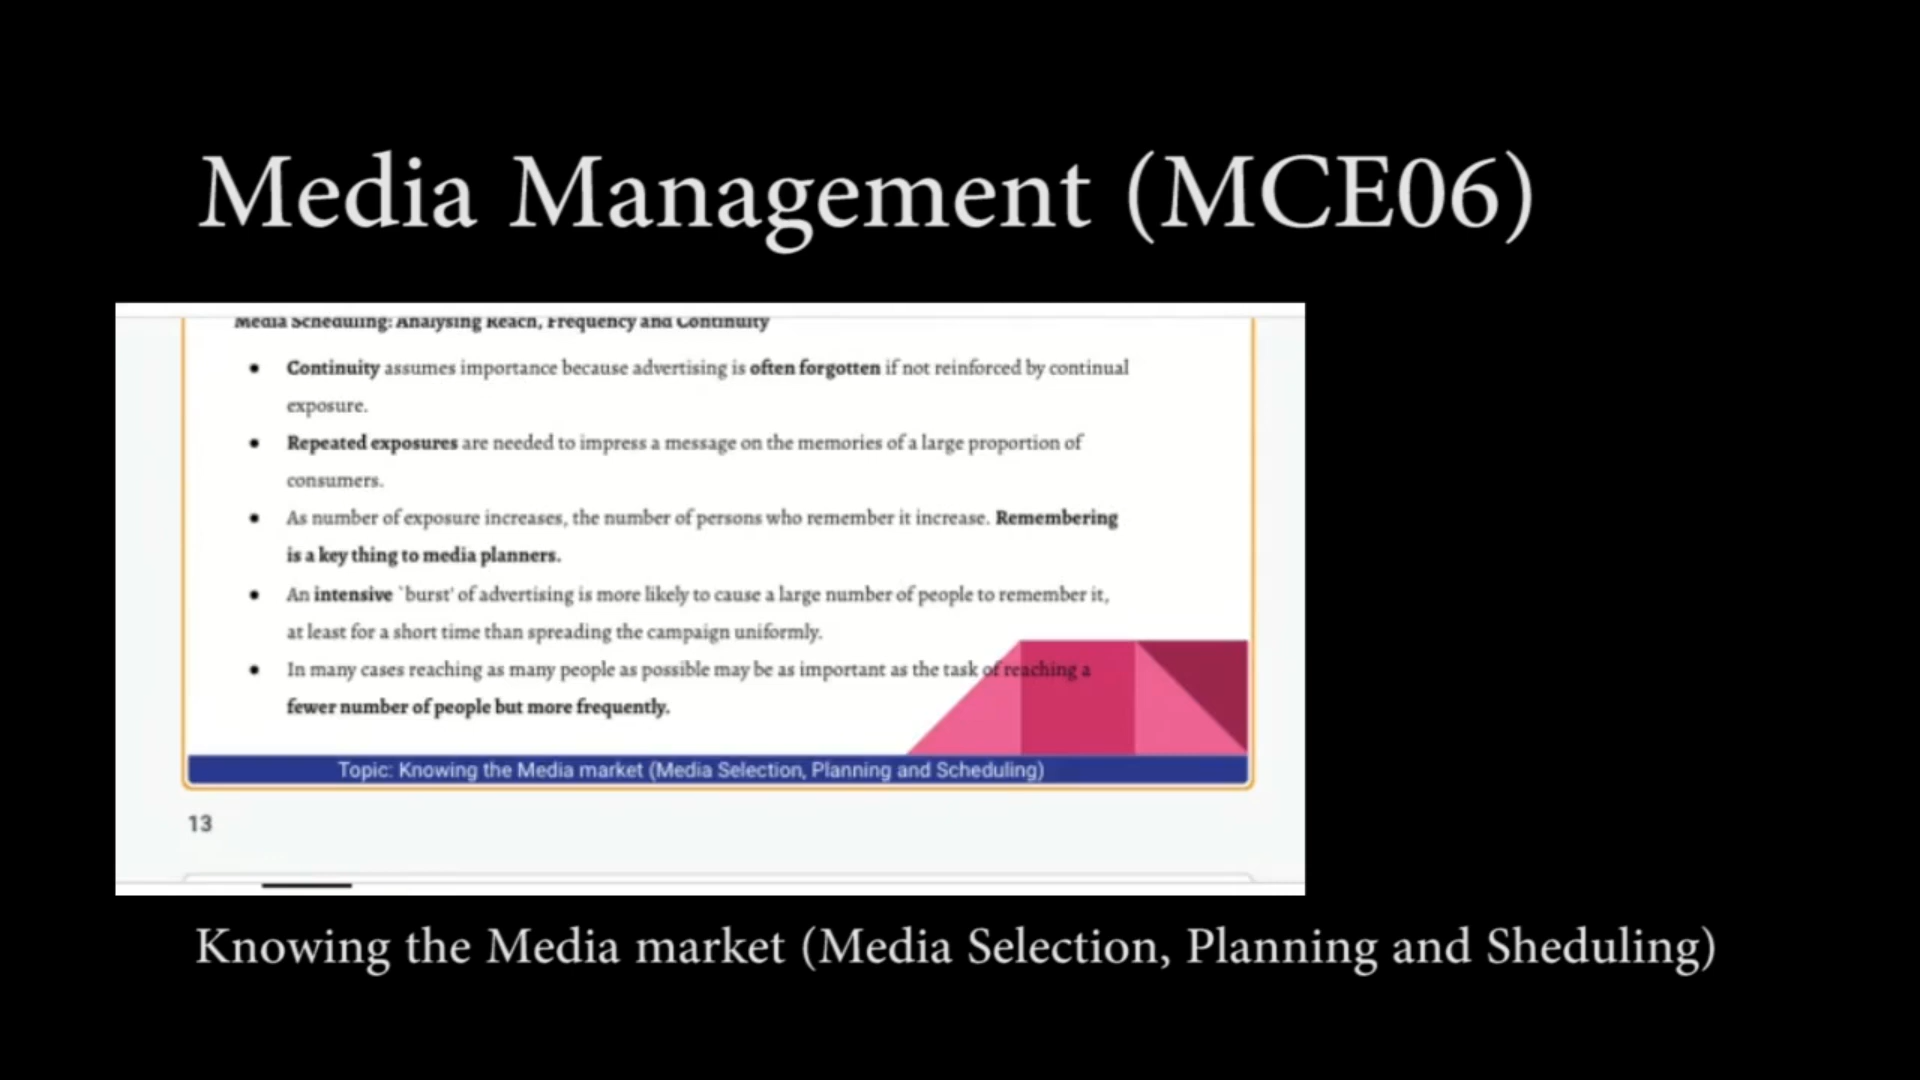 Media Management (MCE06)
Media Scheduling: Analysing Reach, Frequency and Continuity
• Continuity assumes importance because advertising is often forgotten if not reinforced by continual
exposure.
• Repeated exposures are needed to impress a message on the memories of a large proportion of
consumers.
• As number of exposure increases, the number of persons who remember it increase. Remembering
is a key thing to media planners.
• An intensive `burst' of advertising is more likely to cause a large number of people to remember it,
at least for a short time than spreading the campaign uniformly.
• In many cases reaching as many people as possible may be as important as the task of reaching a
fewer number of people but more frequently.
Topic: Knowing the Media market (Media Selection, Planning and Scheduling)
13
Knowing the Media market (Media Selection, Planning and Sheduling)